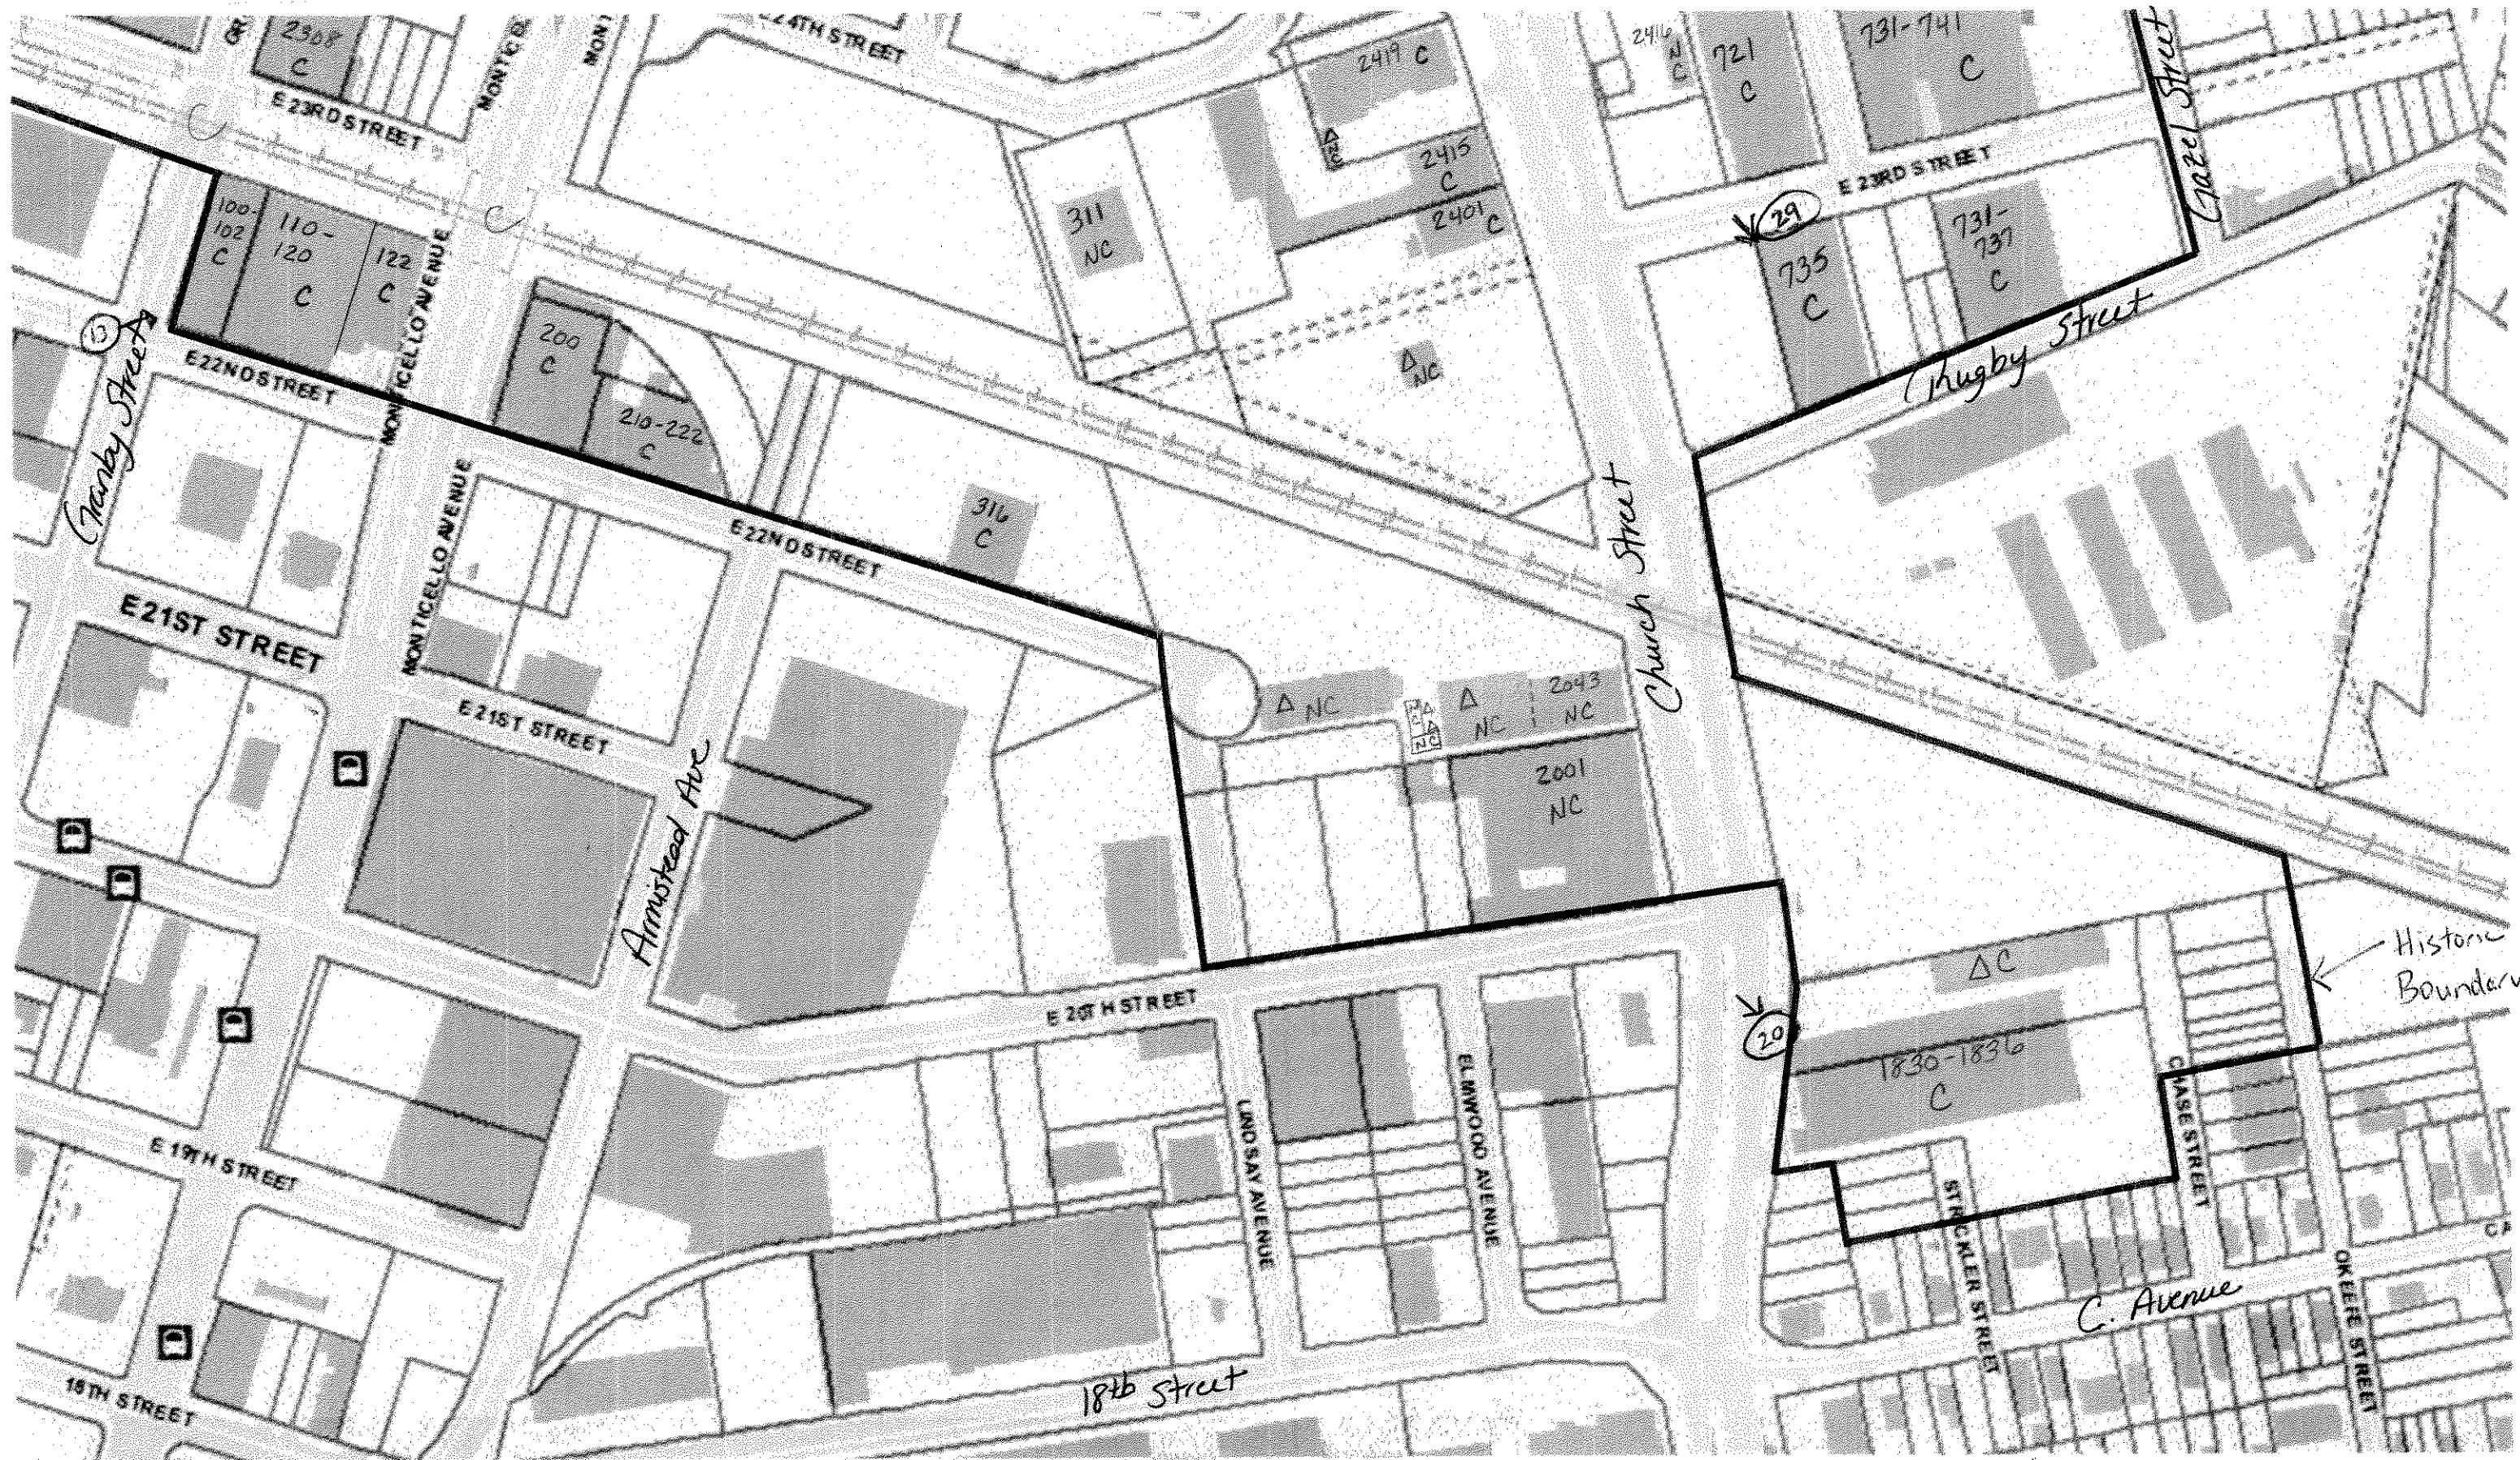 2308
C
E 23RD STREET
E 24TH STREET
2419 C
2416
N
C
721
C
731-741
C
Gazel Street
2415
C
2401
C
NC
311
NC
E 23RD STREET
29
735
C
731-
737
C
Rugby Street
100-
102
C
110-
120
C
122
C
MONTICELLO AVENUE
13
Granby Street
E 22ND STREET
200
C
210-222
C
Δ
NC
316
C
E 22ND STREET
MONTICELLO AVENUE
Church Street
E 21ST STREET
E 21ST STREET
Armistead Ave
Δ NC
Δ
NC
2043
NC
2001
NC
Historic
Boundary
Δ C
20
1830-1836
C
E 20TH STREET
LINDSAY AVENUE
ELMWOOD AVENUE
CHASE STREET
STRICKLER STREET
OKEEFE STREET
C. Avenue
E 19TH STREET
18TH STREET
18th Street